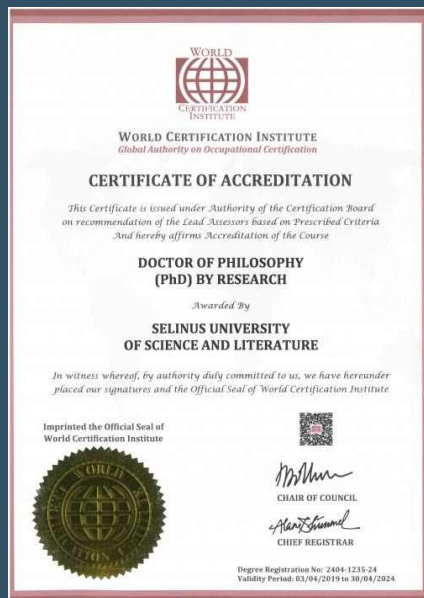 WORLD
CERTIFICATION
INSTITUTE
WORLD CERTIFICATION INSTITUTE
Global Authority on Occupational Certification
CERTIFICATE OF ACCREDITATION
This Certificate is issued under Authority of the Certification Board
on recommendation of the Lead Assessors based on Prescribed Criteria
And hereby affirms Accreditation of the Course
DOCTOR OF PHILOSOPHY
(PhD) BY RESEARCH
Awarded By
SELINUS UNIVERSITY
OF SCIENCE AND LITERATURE
In witness whereof, by authority duly committed to us, we have hereunder
placed our signatures and the Official Seal of World Certification Institute
Imprinted the Official Seal of
World Certification Institute
WORLD
CHAIR OF COUNCIL
CHIEF REGISTRAR
Degree Registration No: 2404-1235-24
Validity Period: 03/04/2019 to 30/04/2024